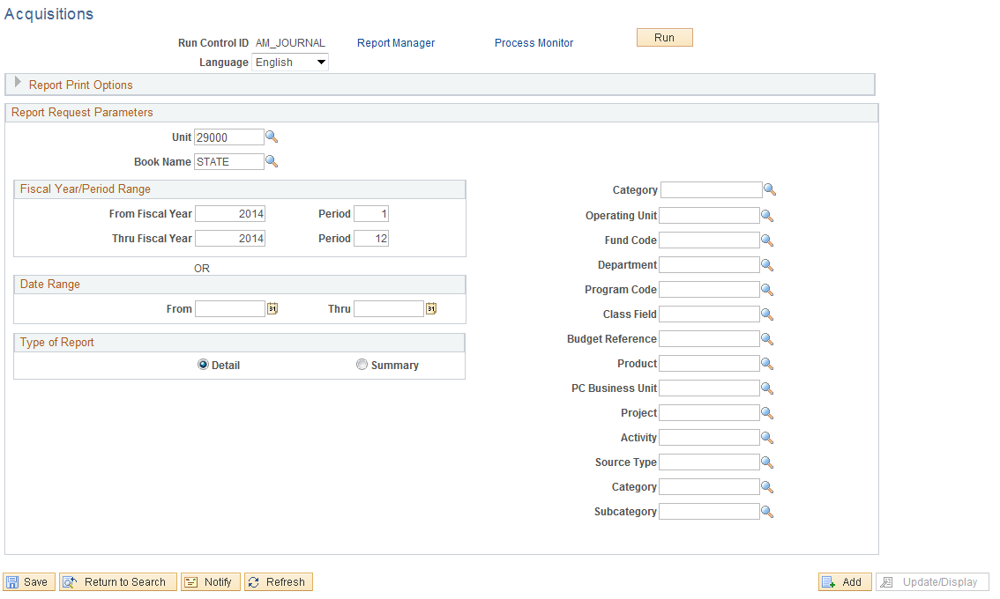 Acquisitions
Run Control ID AM_JOURNAL Report Manager Process Monitor Run
Language English
Report Print Options
Report Request Parameters
Unit 29000
Book Name STATE
Fiscal Year/Period Range
From Fiscal Year 2014 Period 1
Thru Fiscal Year 2014 Period 12
OR
Date Range
From 31 Thru 31
Type of Report
Detail Summary
Category
Operating Unit
Fund Code
Department
Program Code
Class Field
Budget Reference
Product
PC Business Unit
Project
Activity
Source Type
Category
Subcategory
Save Return to Search Notify Refresh Add Update/Display